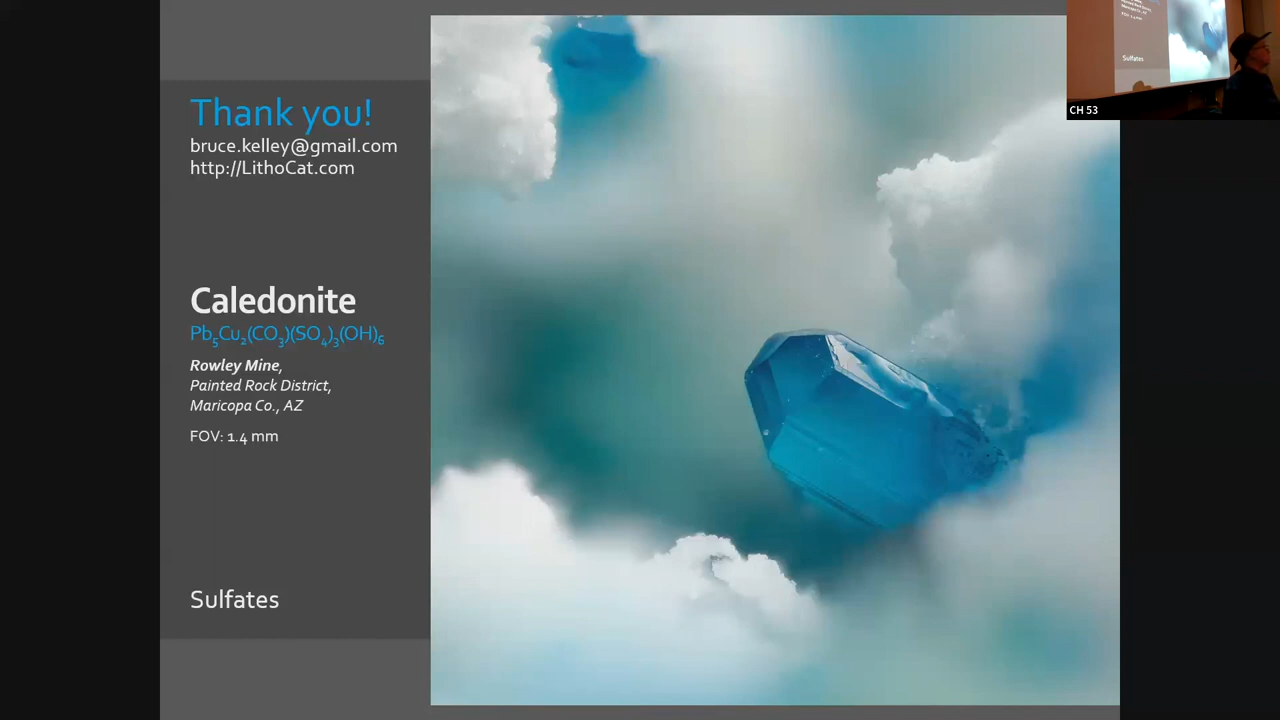 Thank you!
bruce.kelley@gmail.com
http://LithoCat.com
Caledonite
Pb5Cu2(CO3)(SO4)3(OH)6
Rowley Mine,
Painted Rock District,
Maricopa Co., AZ
FOV: 1.4 mm
Sulfates
CH 53
Sulfates